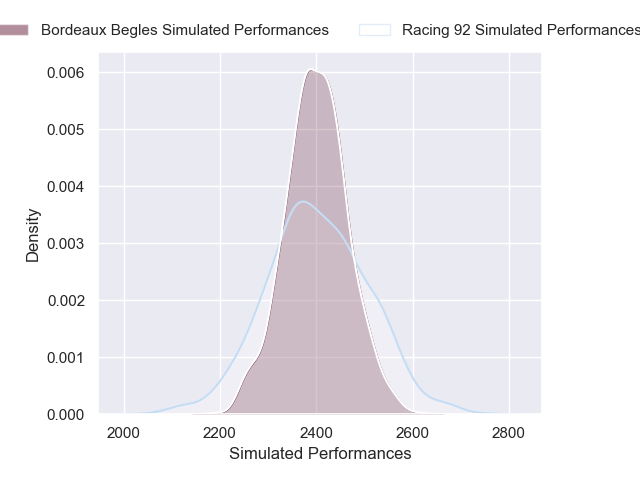 Bordeaux Begles Simulated Performances
Racing 92 Simulated Performances
0.006
0.005
0.004
0.003
0.002
0.001
0.000
Density
2000 2200 2400 2600 2800
Simulated Performances